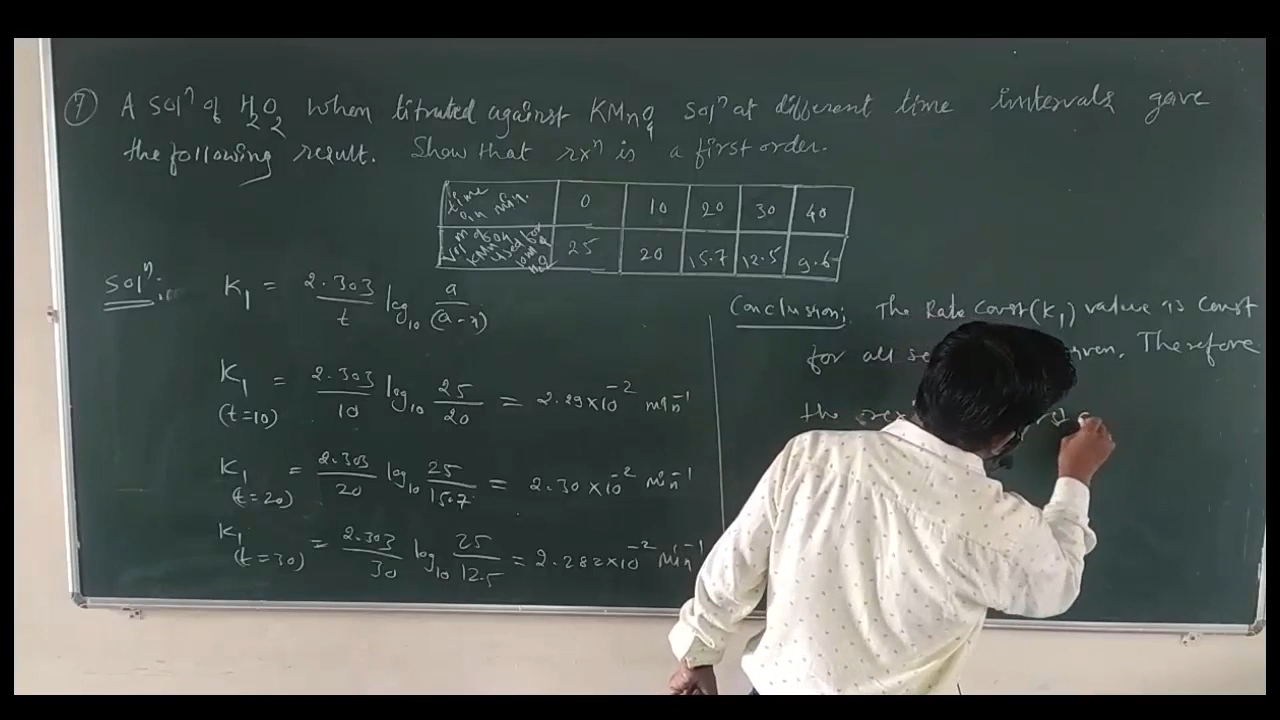 ⑦ A Solⁿ of H₂O₂ when titrated against KMnO₄ Solⁿ at different time intervals gave
the following result. Show that rxⁿ is a first order.
time in min. 0 10 20 30 40
Vol m of KMnO4 used for 25 20 15.7 12.5 9.6
Solⁿ:
K₁ = 2.303/t log₁₀ a/(a-x)
K₁ (t=10) = 2.303/10 log₁₀ 25/20 = 2.29×10⁻² min⁻¹
K₁ (t=20) = 2.303/20 log₁₀ 25/15.7 = 2.30×10⁻² min⁻¹
K₁ (t=30) = 2.303/30 log₁₀ 25/12.5 = 2.282×10⁻² min⁻¹
Conclusion: The Rate Const (K₁) value is Const
for all Therefore
the